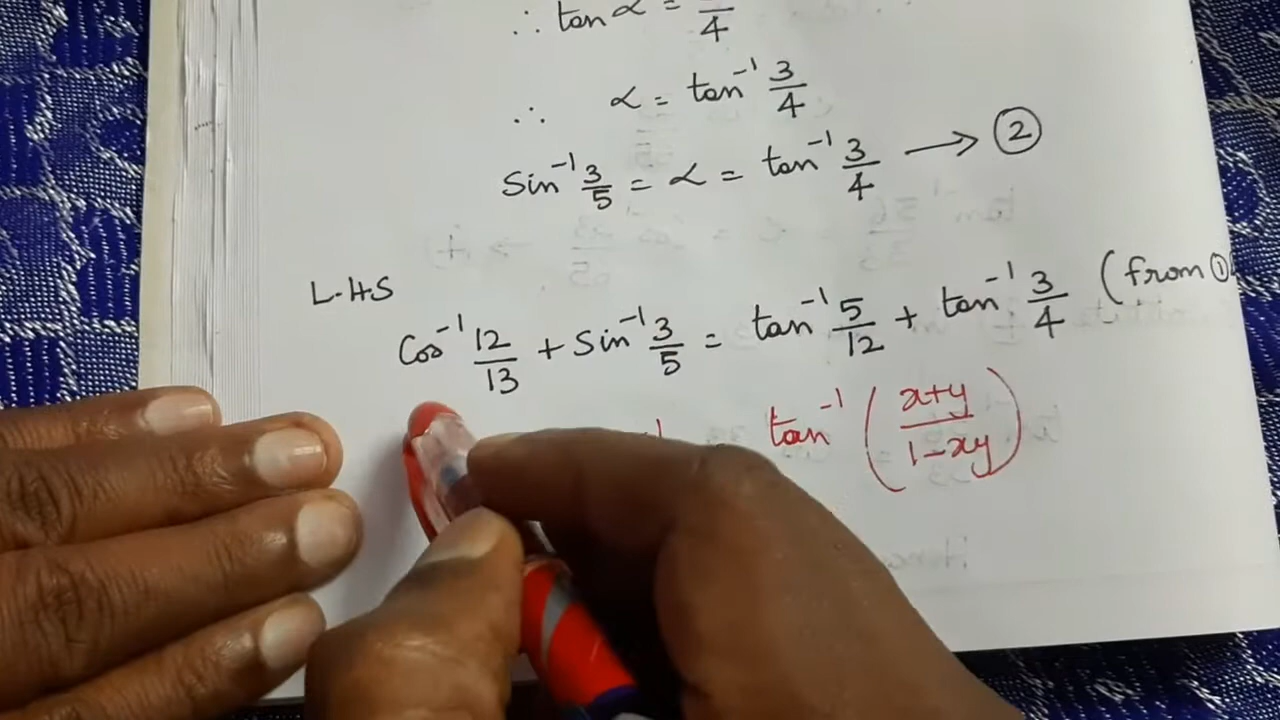 ∴ tan α = /4
∴ α = tan⁻¹ 3/4
Sin⁻¹ 3/5 = α = tan⁻¹ 3/4 → ②
L.H.S
Cos⁻¹ 12/13 + Sin⁻¹ 3/5 = tan⁻¹ 5/12 + tan⁻¹ 3/4 (from ①
tan⁻¹ (x+y/1-xy)